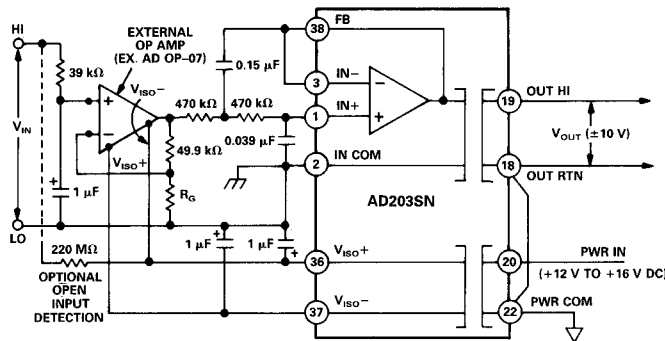 HI
EXTERNAL
OP AMP
(EX. AD OP-07)
38
FB
39 kΩ
0.15 µF
VISO−
3
IN−
470 kΩ
470 kΩ
1
IN+
19
OUT HI
VIN
0.039 µF
VOUT (±10 V)
VISO+
49.9 kΩ
2
IN COM
18
OUT RTN
AD203SN
1 µF
RG
LO
1 µF
1 µF
220 MΩ
36
VISO+
20
PWR IN
(+12 V TO +16 V DC)
OPTIONAL
OPEN
INPUT
DETECTION
37
VISO−
22
PWR COM